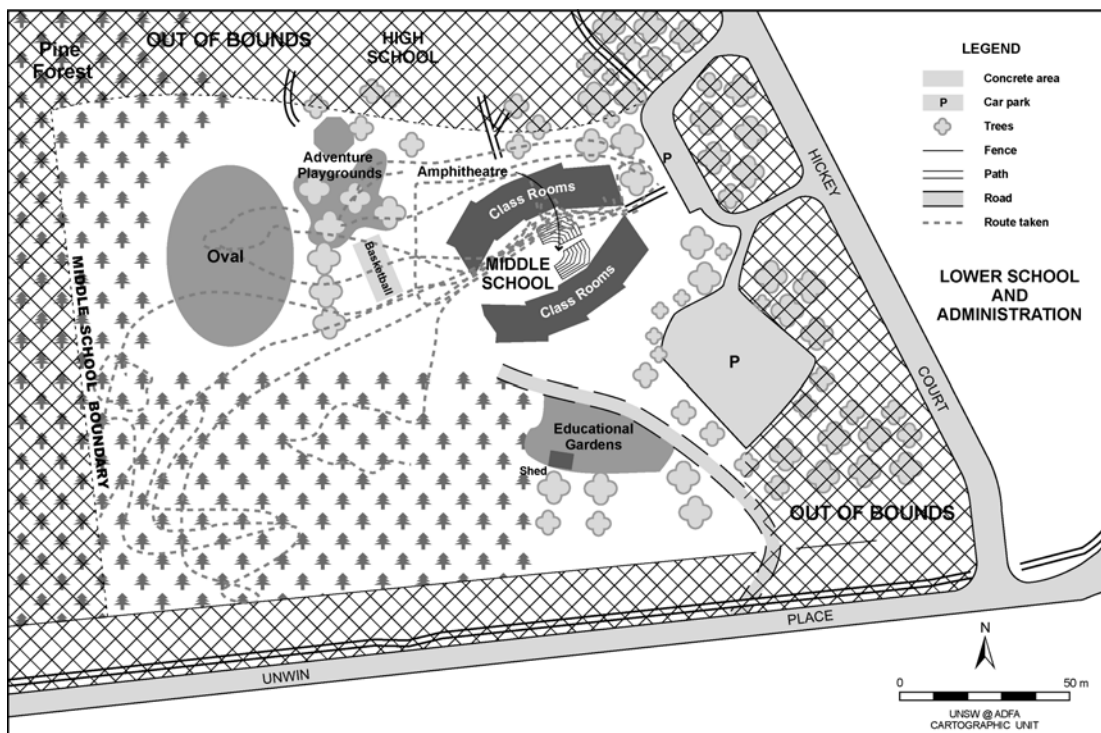 OUT OF BOUNDS
Pine
Forest
HIGH
SCHOOL
LEGEND
Concrete area
P
Car park
Trees
Fence
Path
Road
Route taken
Adventure
Playgrounds
Amphitheatre
P
HICKEY
COURT
Class Rooms
Oval
Basketball
MIDDLE
SCHOOL
Class Rooms
MIDDLE SCHOOL BOUNDARY
LOWER SCHOOL
AND
ADMINISTRATION
P
Educational
Gardens
Shed
OUT OF BOUNDS
UNWIN
PLACE
N
0
50 m
UNSW @ ADFA
CARTOGRAPHIC UNIT